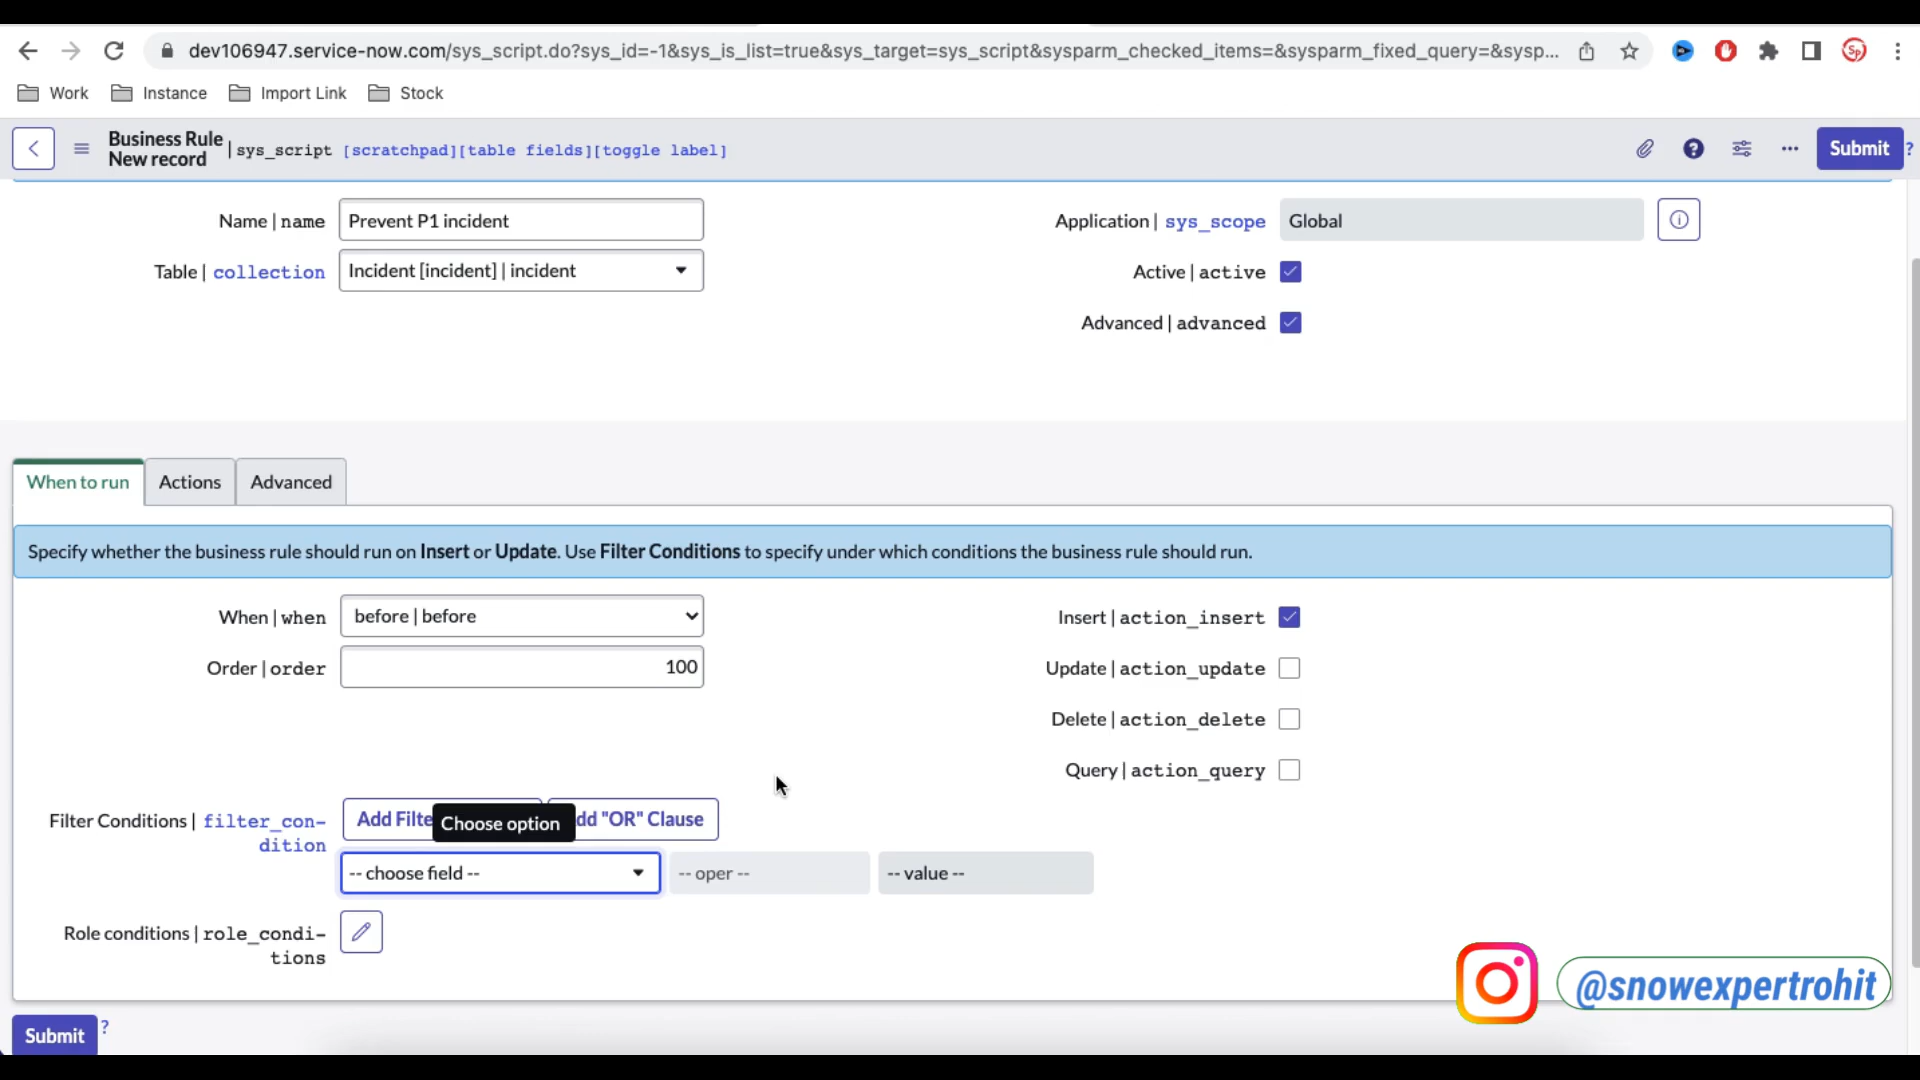 dev106947.service-now.com/sys_script.do?sys_id=-1&sys_is_list=true&sys_target=sys_script&sysparm_checked_items=&sysparm_fixed_query=&sysp...
Sp
Work Instance Import Link Stock
Business Rule
New record | sys_script [scratchpad][table fields][toggle label]
Submit ?
Name | name Prevent P1 incident
Application | sys_scope Global
Table | collection Incident [incident] | incident
Active | active
Advanced | advanced
When to run Actions Advanced
Specify whether the business rule should run on Insert or Update. Use Filter Conditions to specify under which conditions the business rule should run.
When | when before | before
Insert | action_insert
Order | order 100
Update | action_update
Delete | action_delete
Query | action_query
Filter Conditions | filter_con-
dition
Add Filte
Choose option
dd "OR" Clause
-- choose field -- -- oper -- -- value --
Role conditions | role_condi-
tions
@snowexpertrohit
Submit ?